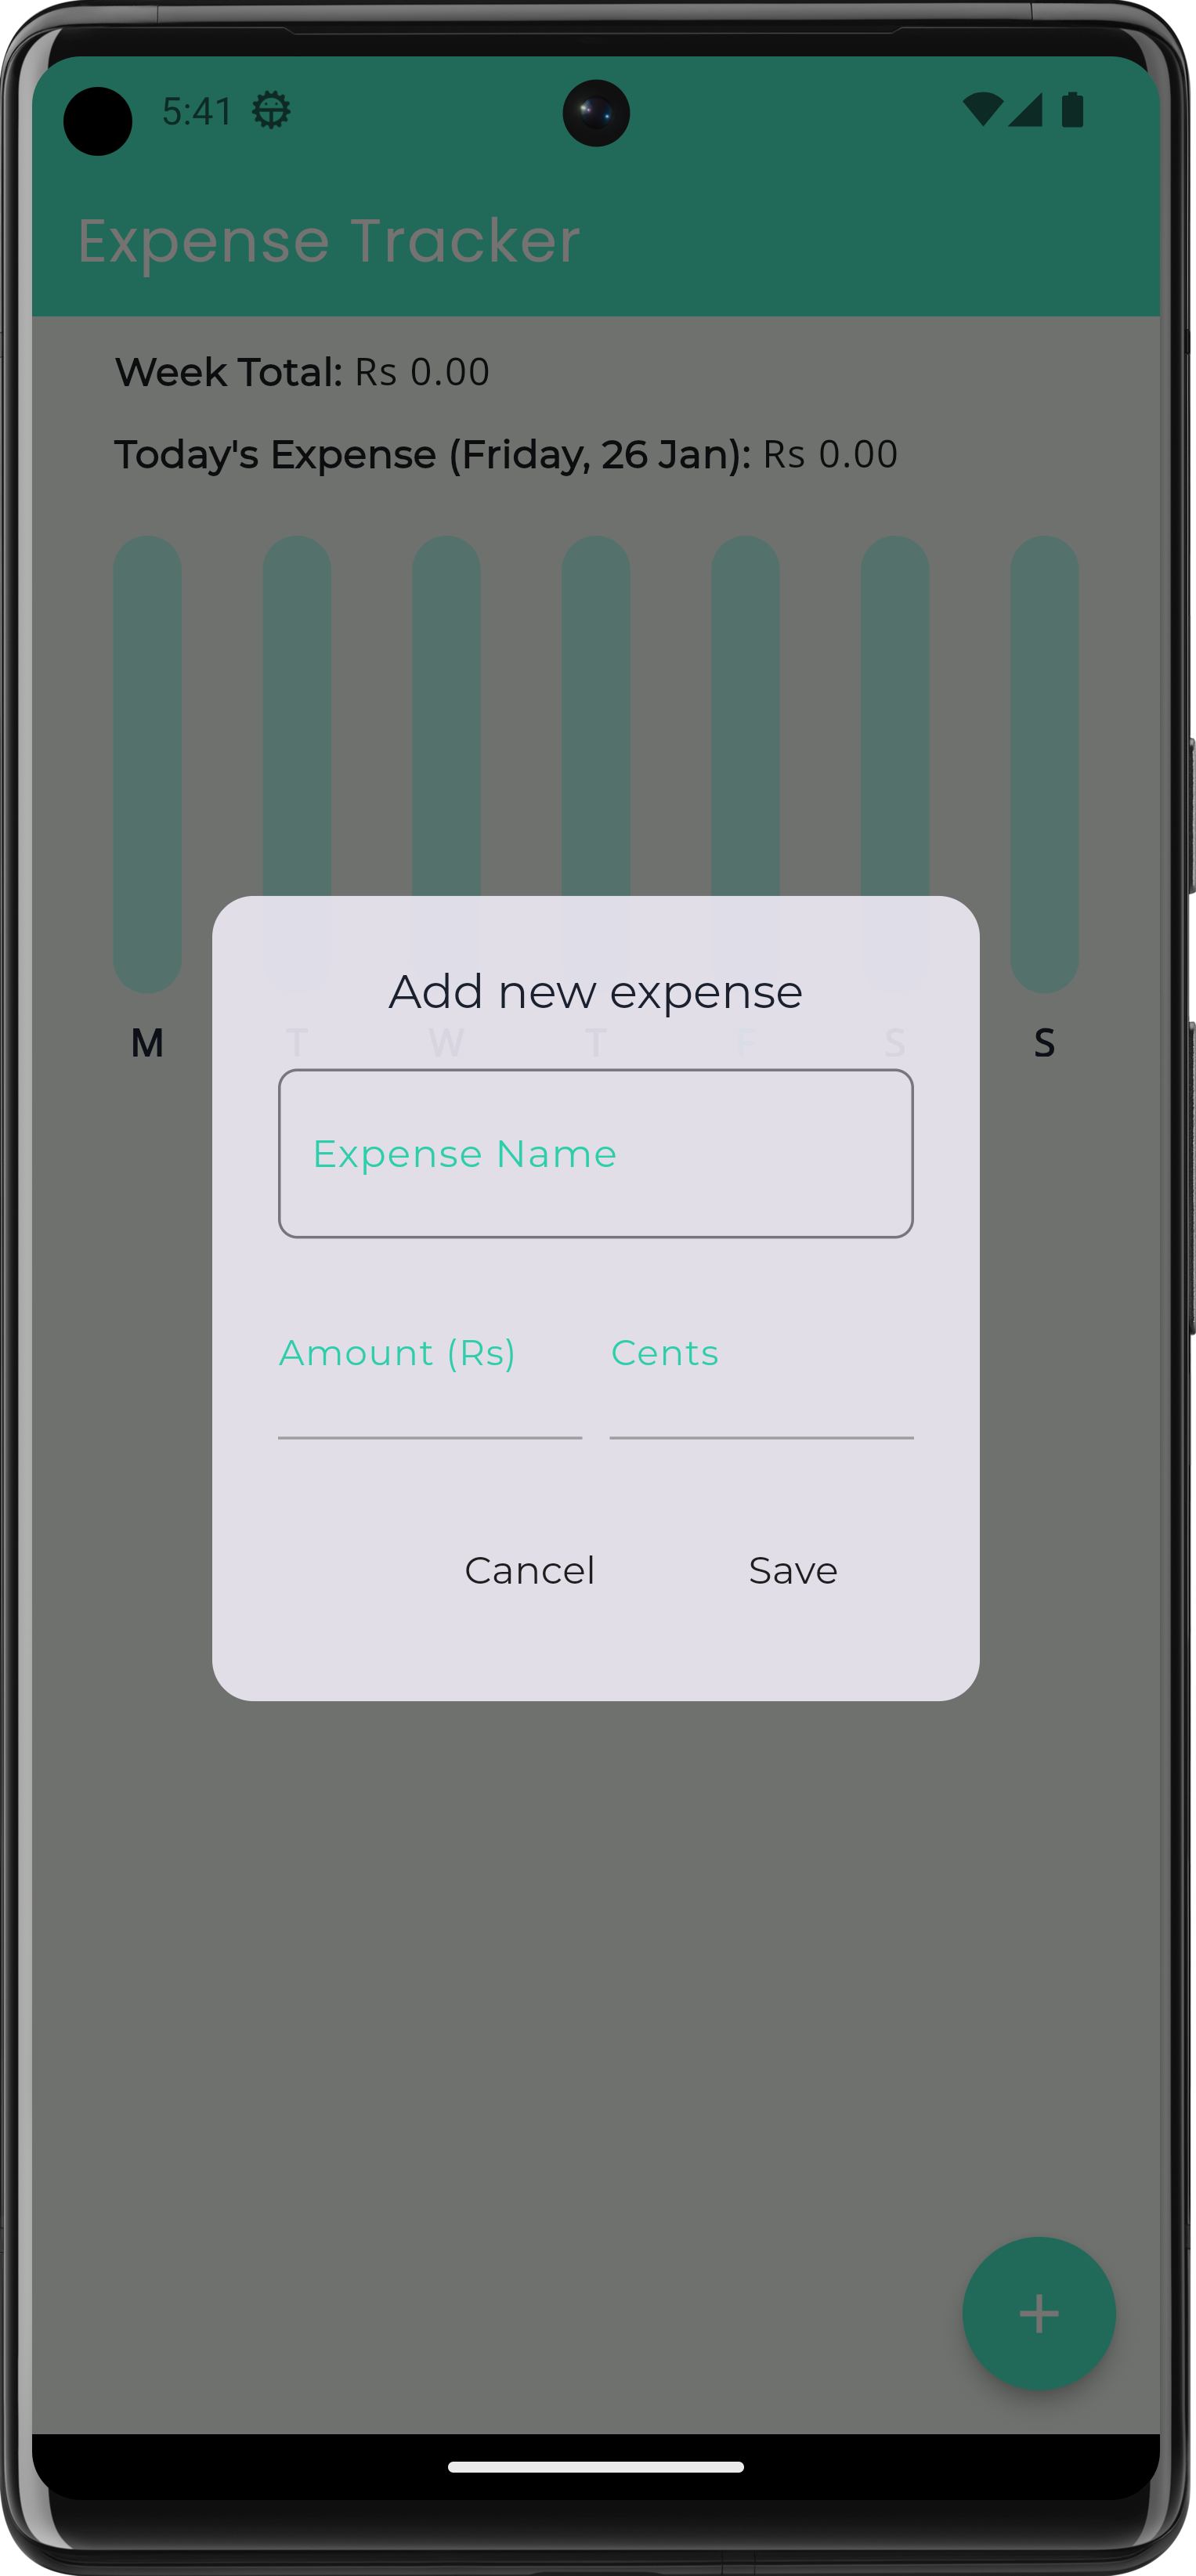 5:41
Expense Tracker
Week Total: Rs 0.00
Today's Expense (Friday, 26 Jan): Rs 0.00
Add new expense
M T W T F S S
Expense Name
Amount (Rs) Cents
Cancel Save